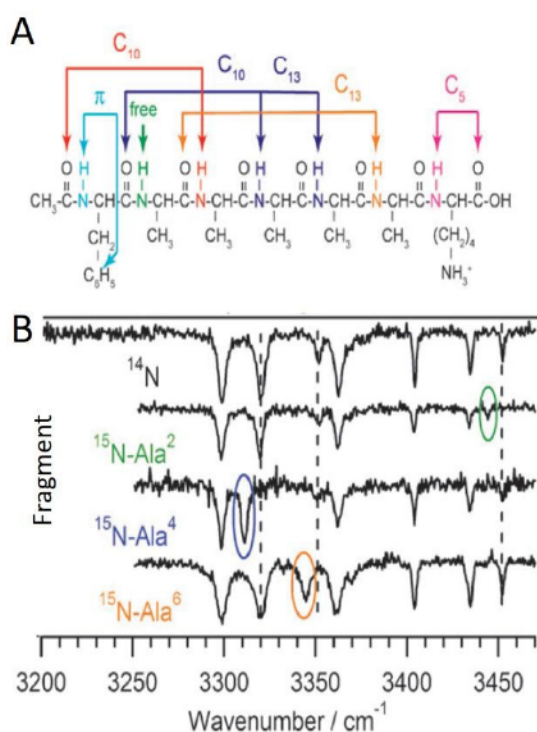 A
C₁₀ C₁₀ C₁₃ C₁₃ C₅
π free
O H O H O H H H H H O
CH₃-C-N-CH-C-N-CH-C-N-CH-C-N-CH-C-N-CH-C-N-CH-C-N-CH-C-OH
CH₂ CH₃ CH₃ CH₃ CH₃ CH₃ (CH₂)₄
C₆H₅ NH₃⁺
B
¹⁴N
¹⁵N-Ala²
¹⁵N-Ala⁴
¹⁵N-Ala⁶
Fragment
3200 3250 3300 3350 3400 3450
Wavenumber / cm⁻¹